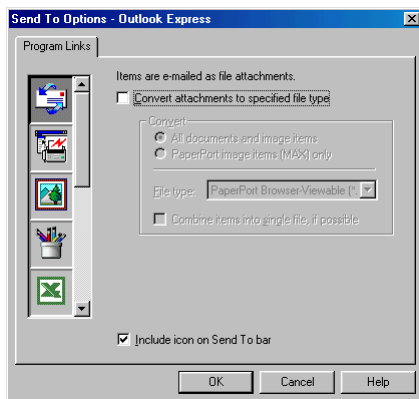 Send To Options - Outlook Express
Program Links
Items are e-mailed as file attachments.
Convert attachments to specified file type
Convert
All documents and image items
PaperPort image items (MAX) only
File type: PaperPort Browser-Viewable (*.
Combine items into single file, if possible
Include icon on Send To bar
OK Cancel Help